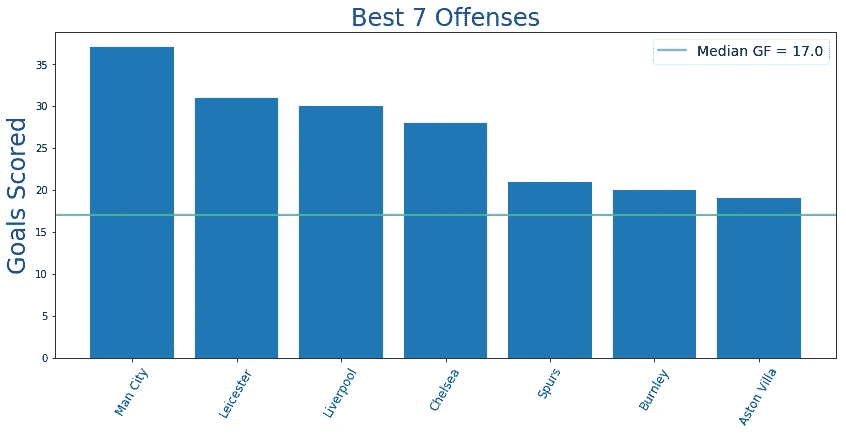 Best 7 Offenses
Median GF = 17.0
Goals Scored
35
30
25
20
15
10
5
0
Man City
Leicester
Liverpool
Chelsea
Spurs
Burnley
Aston Villa